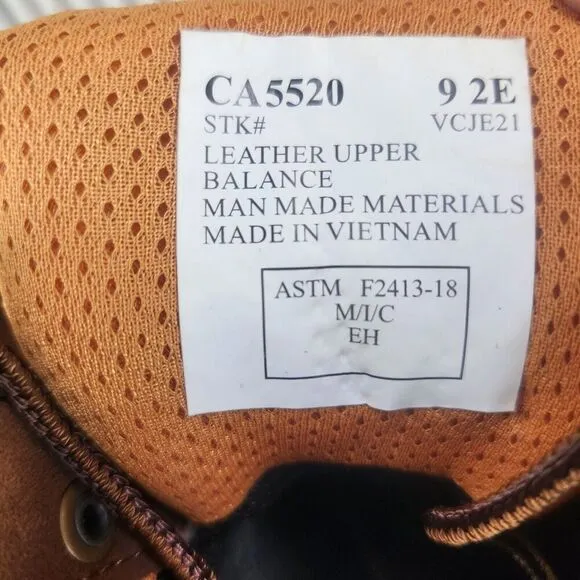 CA5520 9 2E
STK# VCJE21
LEATHER UPPER
BALANCE
MAN MADE MATERIALS
MADE IN VIETNAM
ASTM F2413-18
M/I/C
EH